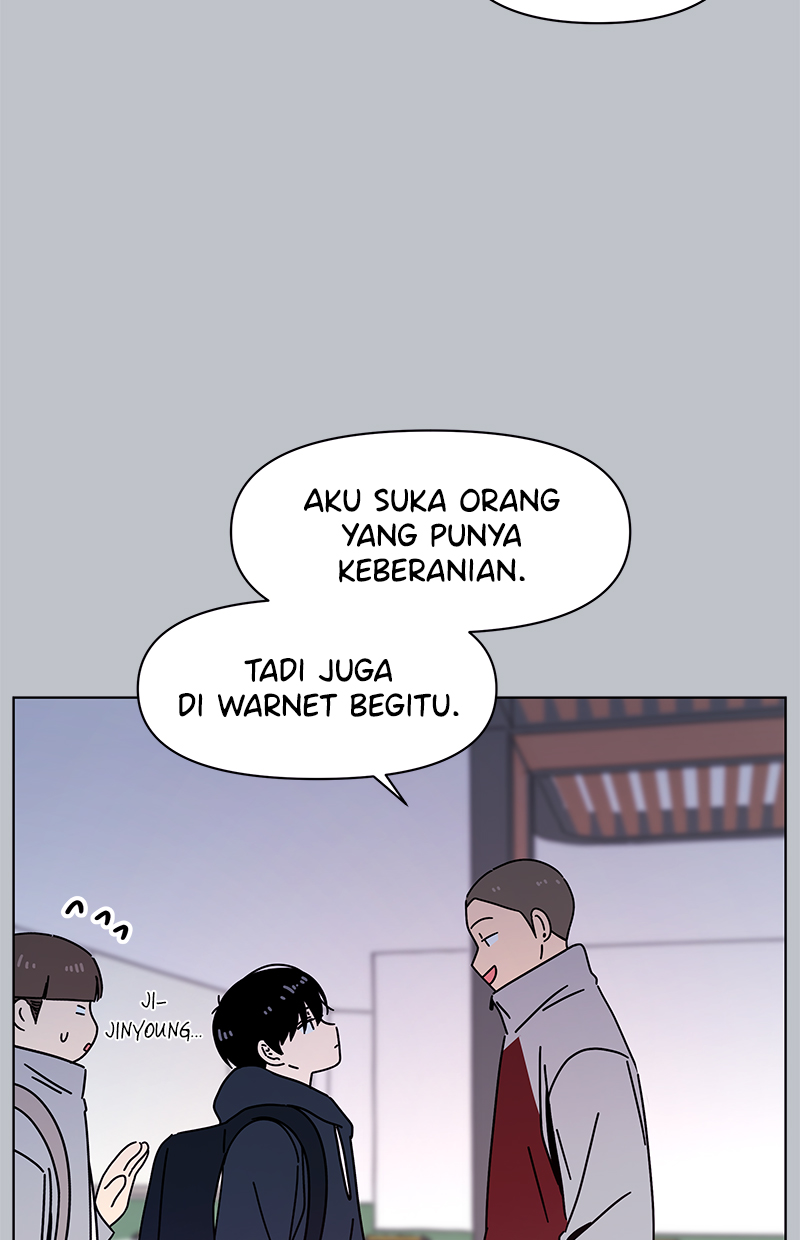 AKU SUKA ORANG
YANG PUNYA
KEBERANIAN.
TADI JUGA
DI WARNET BEGITU.
JI-
JINYOUNG...